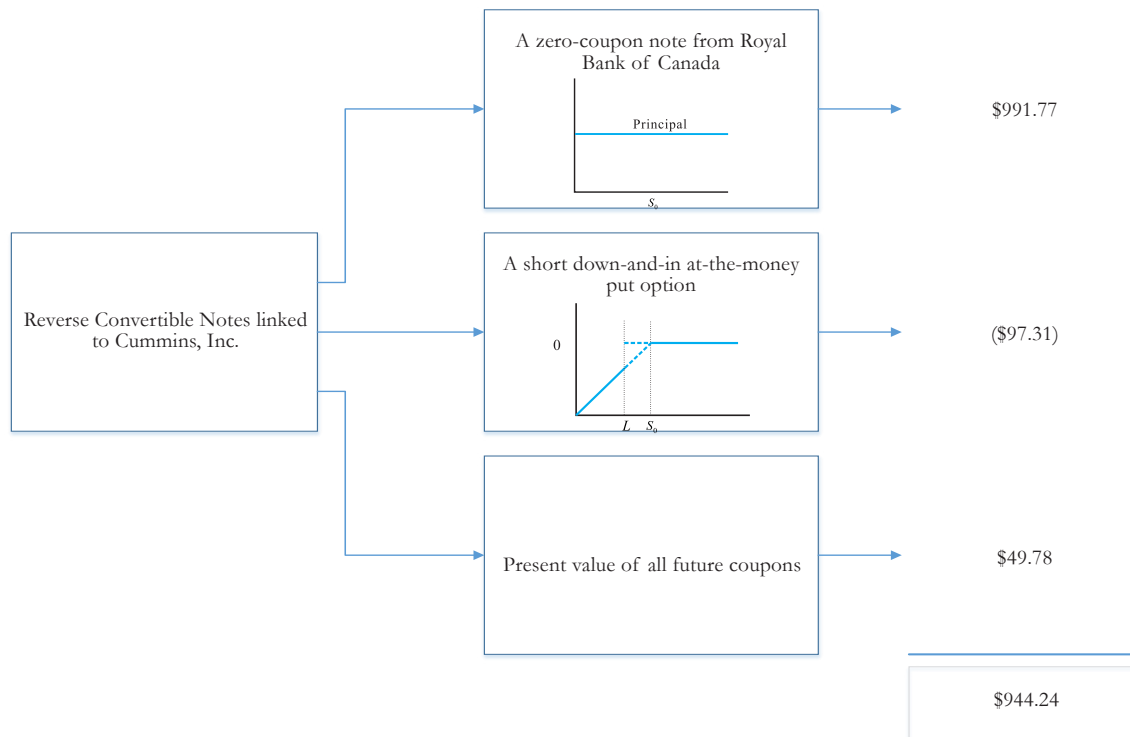 A zero-coupon note from Royal
Bank of Canada
Principal
S₀
$991.77
Reverse Convertible Notes linked
to Cummins, Inc.
A short down-and-in at-the-money
put option
0
L
S₀
($97.31)
Present value of all future coupons
$49.78
$944.24